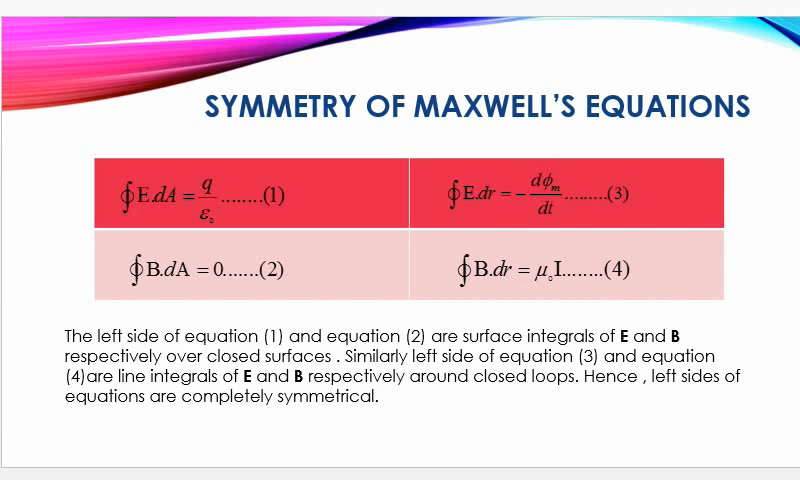 SYMMETRY OF MAXWELL'S EQUATIONS
∮E.dA = q/ε₀ ........(1)
∮E.dr = − dϕₘ/dt .........(3)
∮B.dA = 0.......(2)
∮B.dr = μ₀I........(4)
The left side of equation (1) and equation (2) are surface integrals of E and B
respectively over closed surfaces . Similarly left side of equation (3) and equation
(4)are line integrals of E and B respectively around closed loops. Hence , left sides of
equations are completely symmetrical.